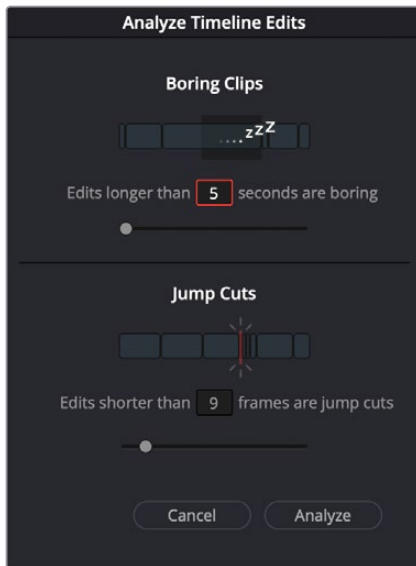 Analyze Timeline Edits
Boring Clips
....zzZ
Edits longer than 5 seconds are boring
Jump Cuts
Edits shorter than 9 frames are jump cuts
Cancel Analyze